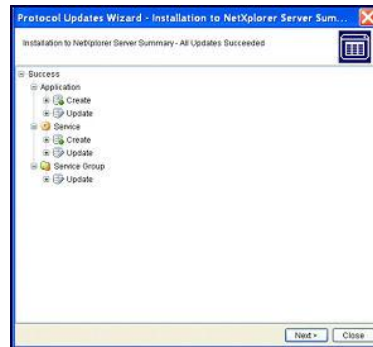 Protocol Updates Wizard - Installation to NetXplorer Server Sum...
Installation to NetXplorer Server Summary - All Updates Succeeded
Success
Application
Create
Update
Service
Create
Update
Service Group
Update
Next >
Close